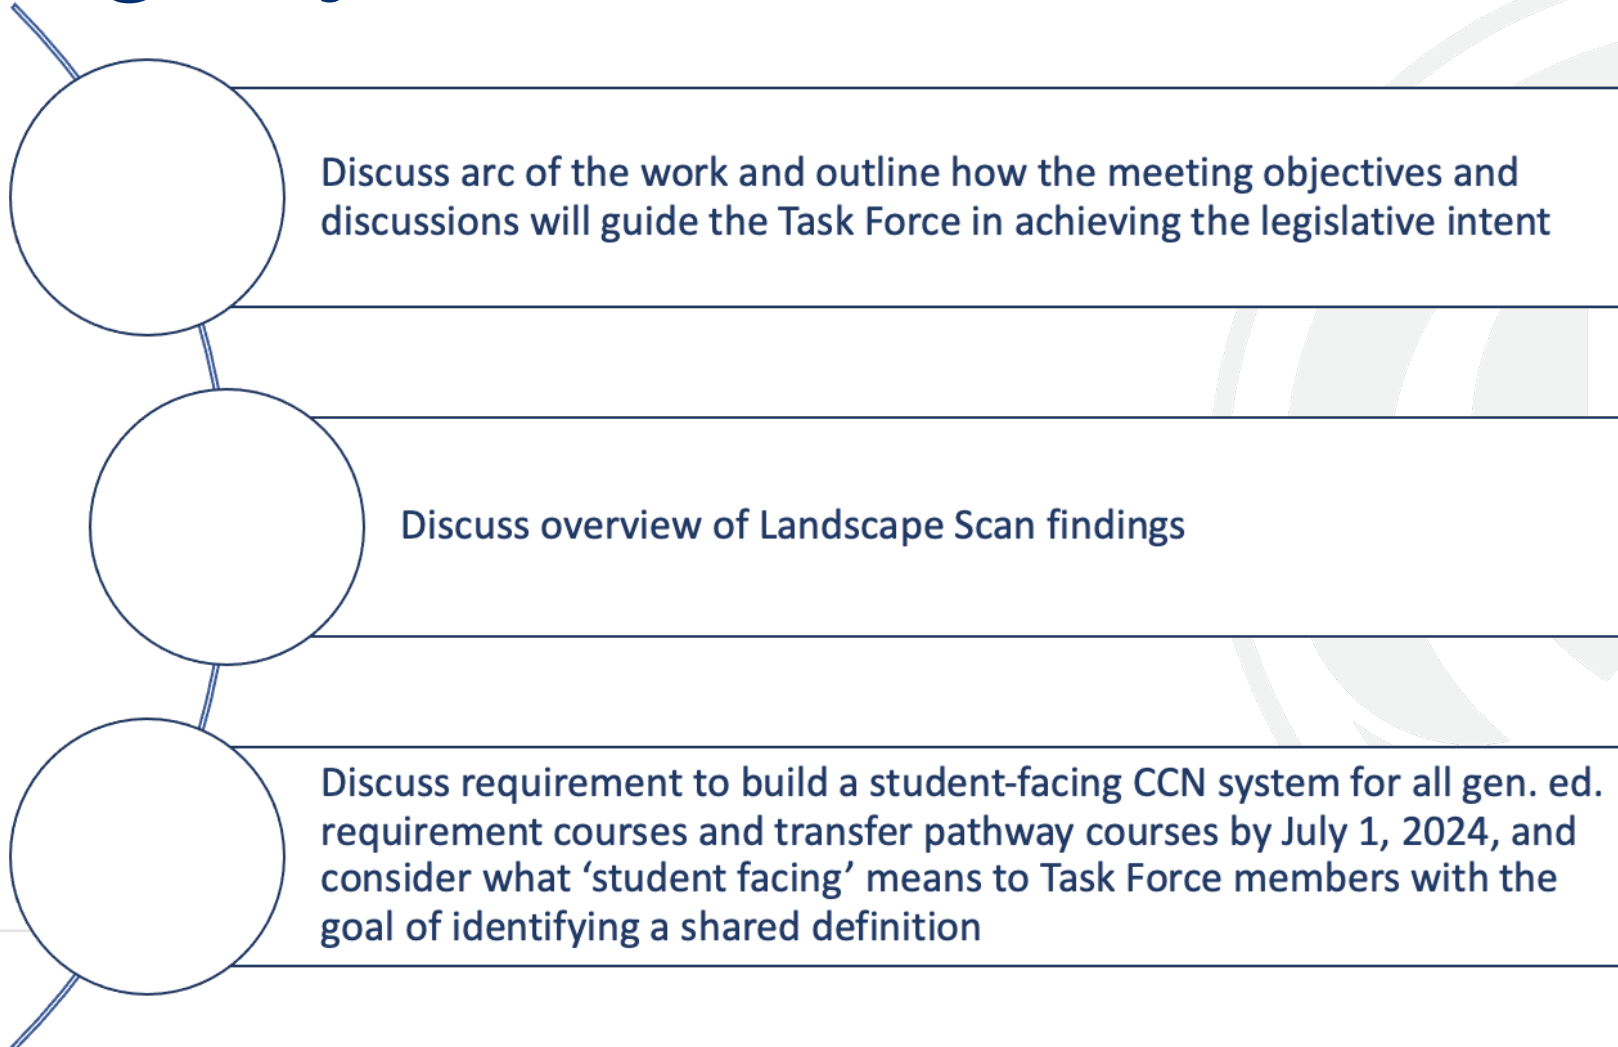 Discuss arc of the work and outline how the meeting objectives and
discussions will guide the Task Force in achieving the legislative intent
Discuss overview of Landscape Scan findings
Discuss requirement to build a student-facing CCN system for all gen. ed.
requirement courses and transfer pathway courses by July 1, 2024, and
consider what ‘student facing’ means to Task Force members with the
goal of identifying a shared definition